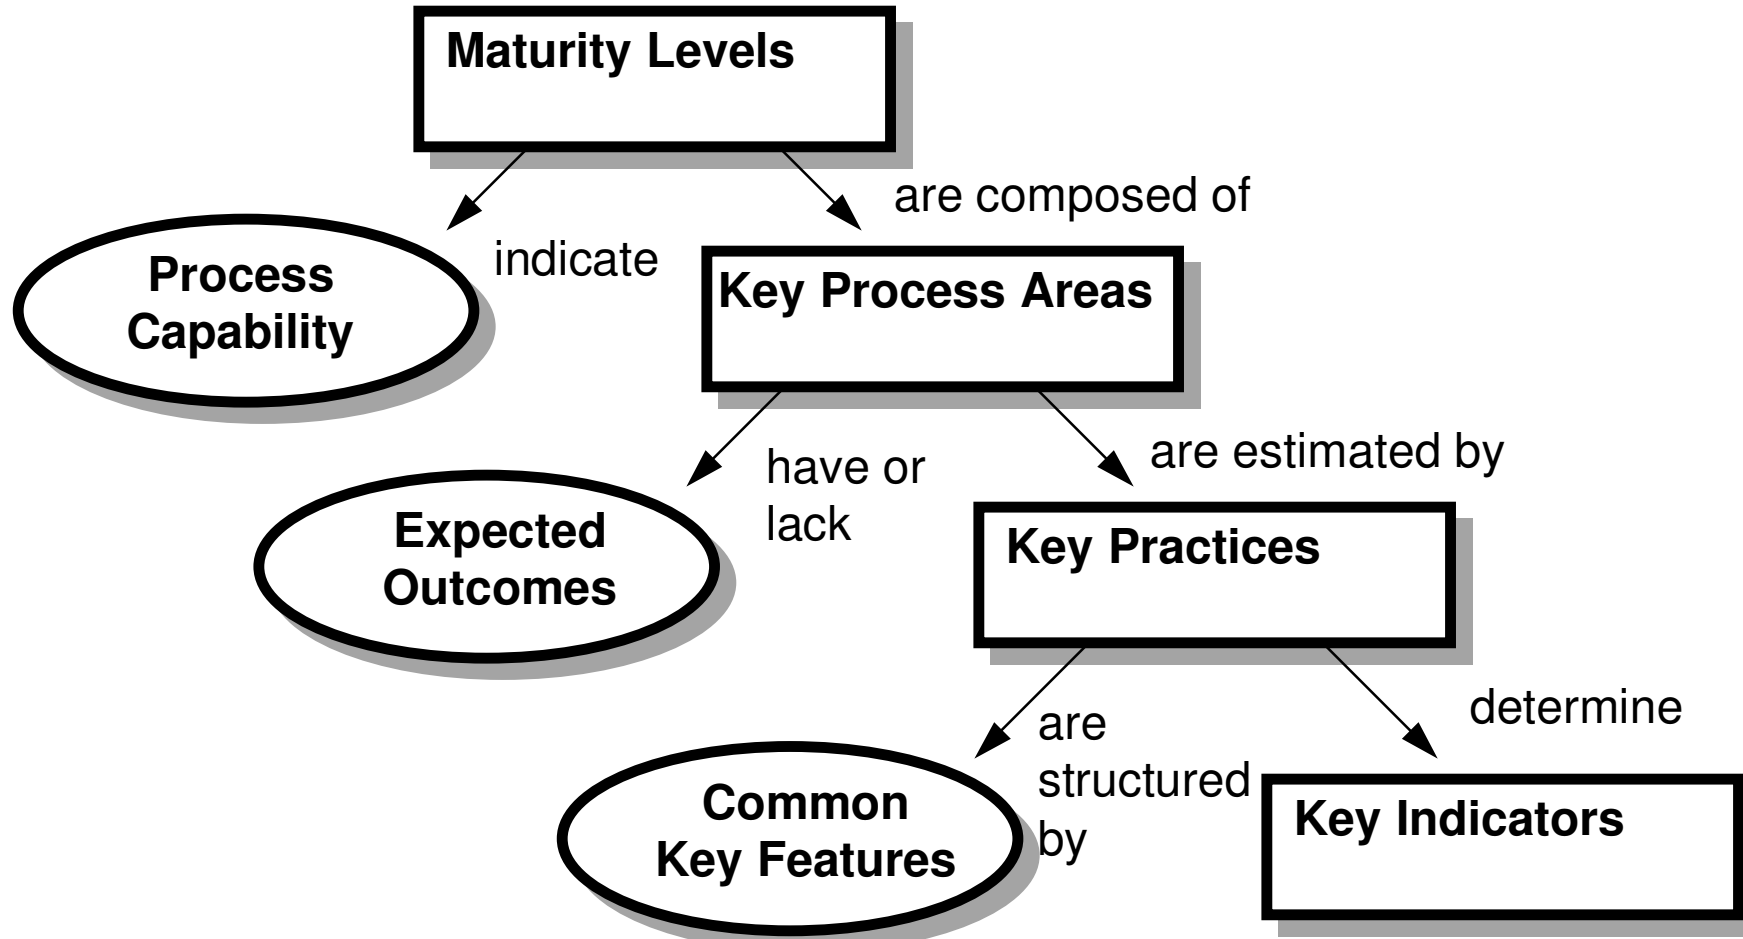 Maturity Levels
are composed of
indicate
Process
Capability
Key Process Areas
are estimated by
have or
lack
Expected
Outcomes
Key Practices
determine
are
structured
by
Common
Key Features
Key Indicators